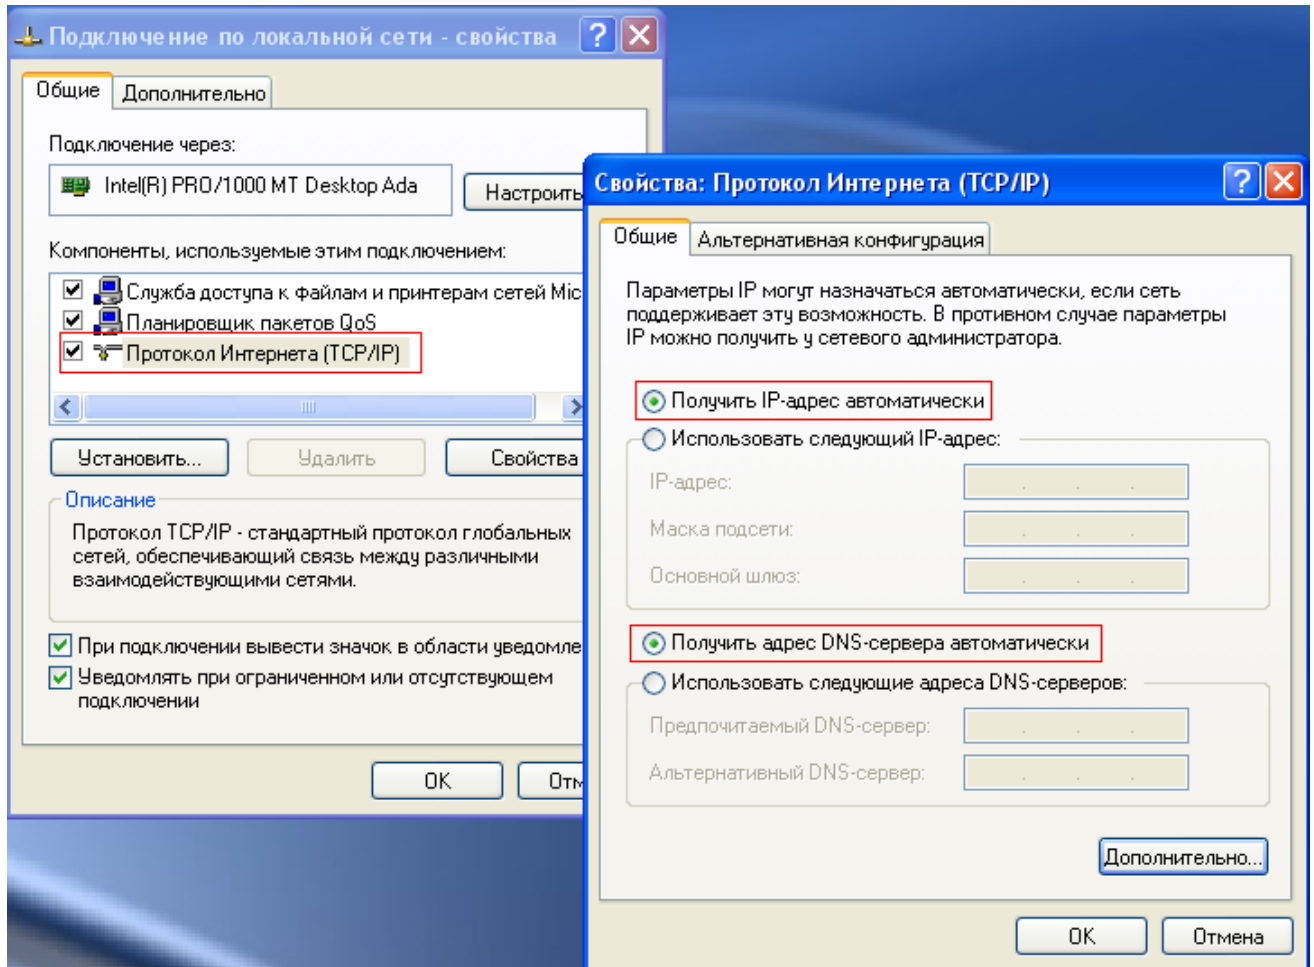 Подключение по локальной сети - свойства
Общие
Дополнительно
Подключение через:
Intel(R) PRO/1000 MT Desktop Ada
Настроить
Компоненты, используемые этим подключением:
Служба доступа к файлам и принтерам сетей Mic
Планировщик пакетов QoS
Протокол Интернета (TCP/IP)
Установить...
Удалить
Свойства
Описание
Протокол TCP/IP - стандартный протокол глобальных
сетей, обеспечивающий связь между различными
взаимодействующими сетями.
При подключении вывести значок в области уведомле
Уведомлять при ограниченном или отсутствующем
подключении
OK
Отм
Свойства: Протокол Интернета (TCP/IP)
Общие
Альтернативная конфигурация
Параметры IP могут назначаться автоматически, если сеть
поддерживает эту возможность. В противном случае параметры
IP можно получить у сетевого администратора.
Получить IP-адрес автоматически
Использовать следующий IP-адрес:
IP-адрес:
Маска подсети:
Основной шлюз:
Получить адрес DNS-сервера автоматически
Использовать следующие адреса DNS-серверов:
Предпочитаемый DNS-сервер:
Альтернативный DNS-сервер:
Дополнительно...
OK
Отмена